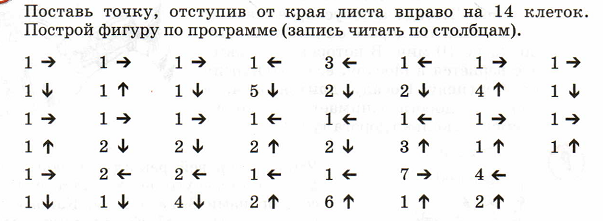 Поставь точку, отступив от края листа вправо на 14 клеток.
Построй фигуру по программе (запись читать по столбцам).
1 → 1 → 1 → 1 ← 3 ← 1 ← 1 → 1 →
1 ↓ 1 ↑ 1 ↓ 5 ↓ 2 ↓ 2 ↓ 4 ↑ 1 ↓
1 → 1 → 1 → 1 ← 1 ← 1 ← 1 → 1 →
1 ↑ 2 ↓ 2 ↓ 2 ↑ 2 ↓ 3 ↑ 1 ↑ 1 ↑
1 → 2 ← 2 ← 1 ← 1 ← 7 → 4 ←
1 ↓ 1 ↓ 4 ↓ 2 ↑ 6 ↑ 1 ↑ 2 ↑